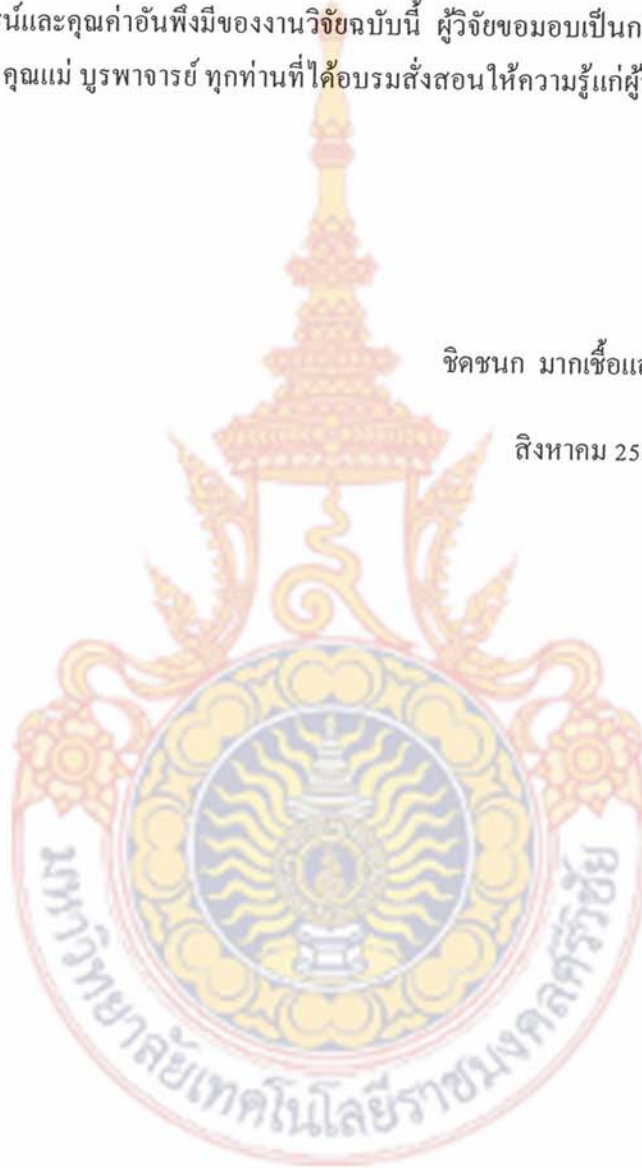 รน์และคุณค่าอันพึงมีของงานวิจัยฉบับนี้ ผู้วิจัยขอมอบเป็นก
คุณแม่ บูรพาจารย์ ทุกท่านที่ได้อบรมสั่งสอนให้ความรู้แก่ผู้
ชิดชนก มากเชื้อแล
สิงหาคม 25
มหาวิทยาลัยเทคโนโลยีราชมงคลศรีวิชัย